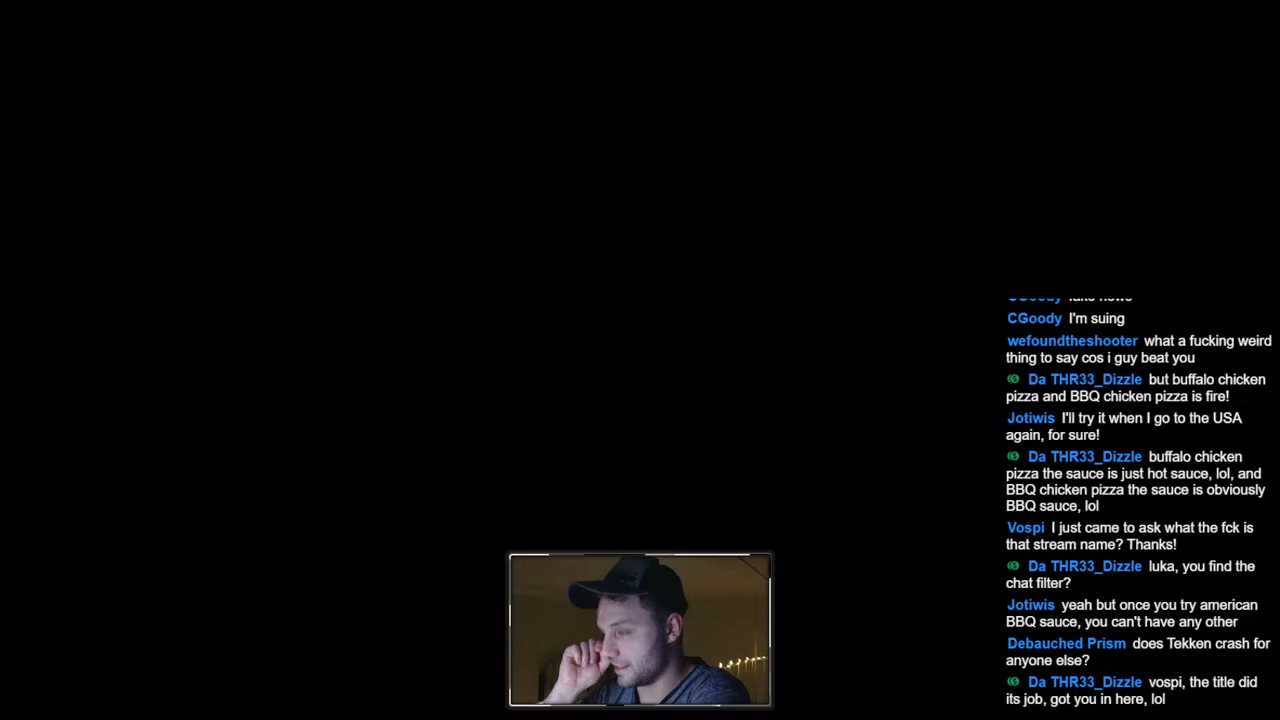 CGoody fake news
CGoody I'm suing
wefoundtheshooter what a fucking weird
thing to say cos i guy beat you
Da THR33_Dizzle but buffalo chicken
pizza and BBQ chicken pizza is fire!
Jotiwis I'll try it when I go to the USA
again, for sure!
Da THR33_Dizzle buffalo chicken
pizza the sauce is just hot sauce, lol, and
BBQ chicken pizza the sauce is obviously
BBQ sauce, lol
Vospi I just came to ask what the fck is
that stream name? Thanks!
Da THR33_Dizzle luka, you find the
chat filter?
Jotiwis yeah but once you try american
BBQ sauce, you can't have any other
Debauched Prism does Tekken crash for
anyone else?
Da THR33_Dizzle vospi, the title did
its job, got you in here, lol